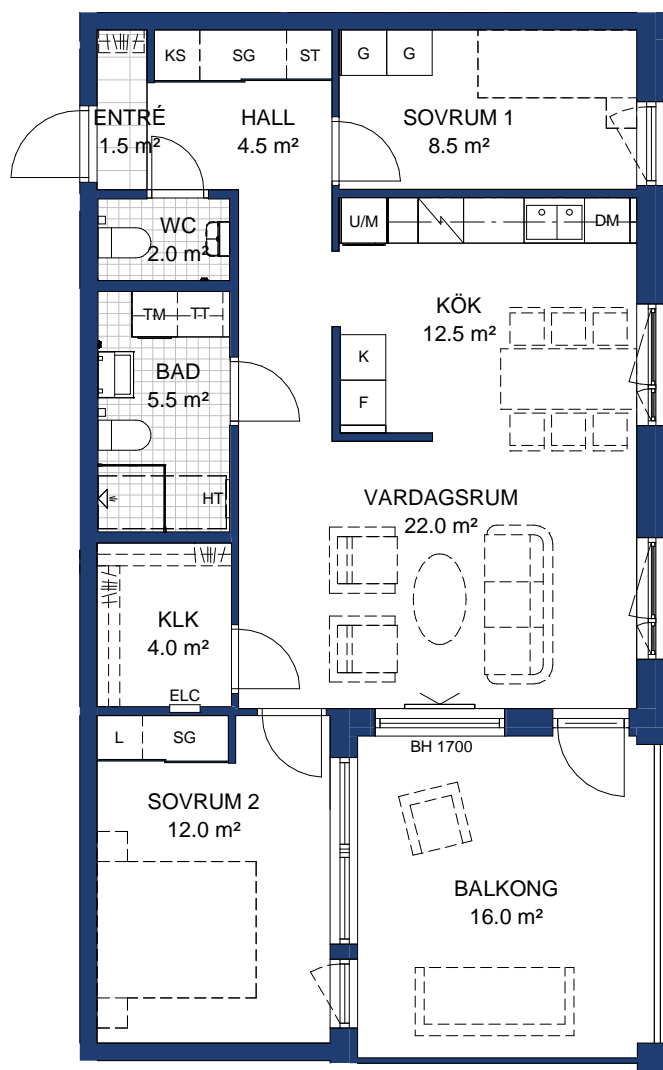 KS
SG
ST
G
G
ENTRÉ
1.5 m²
HALL
4.5 m²
SOVRUM 1
8.5 m²
WC
2.0 m²
U/M
DM
KÖK
12.5 m²
TM
TT
K
F
BAD
5.5 m²
HT
VARDAGSRUM
22.0 m²
KLK
4.0 m²
ELC
L
SG
BH 1700
SOVRUM 2
12.0 m²
BALKONG
16.0 m²